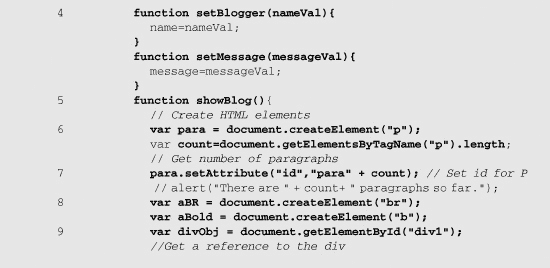 4 function setBlogger(nameVal){
name=nameVal;
}
function setMessage(messageVal){
message=messageVal;
}
5 function showBlog(){
// Create HTML elements
6 var para = document.createElement("p");
var count=document.getElementsByTagName("p").length;
// Get number of paragraphs
7 para.setAttribute("id","para" + count); // Set id for P
// alert("There are " + count+ " paragraphs so far.");
8 var aBR = document.createElement("br");
var aBold = document.createElement("b");
9 var divObj = document.getElementById("div1");
//Get a reference to the div